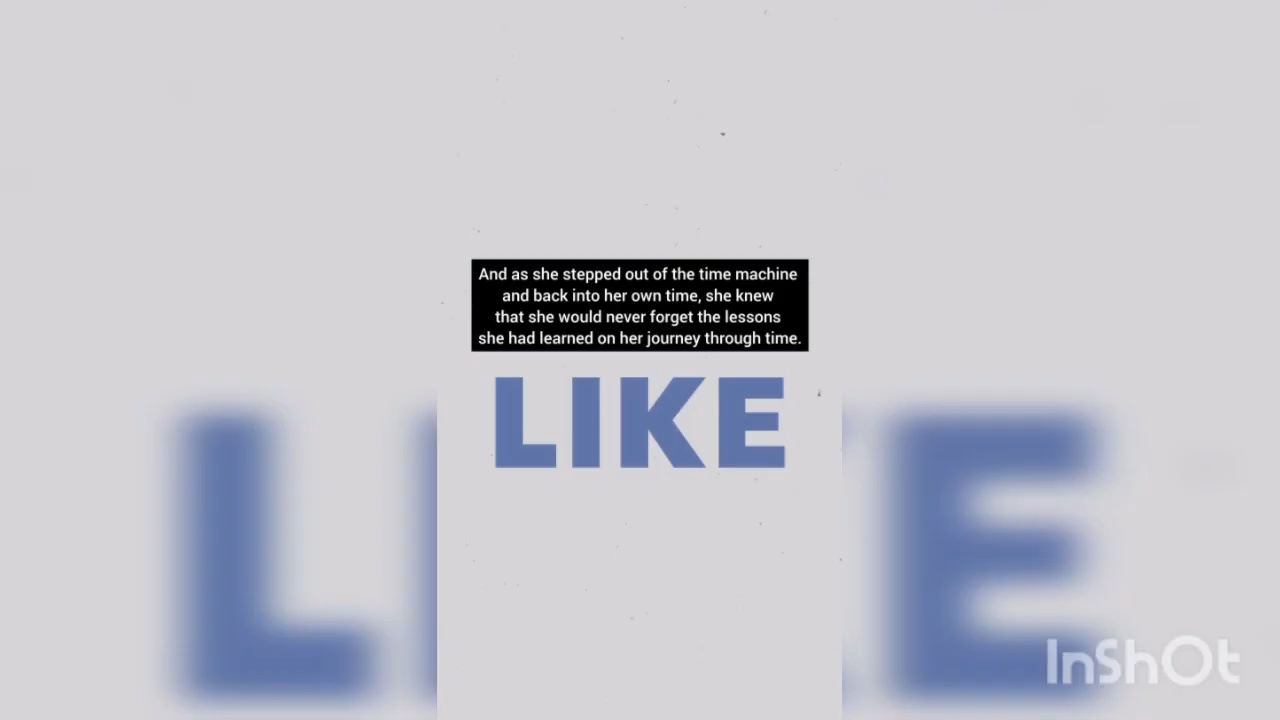 And as she stepped out of the time machine
and back into her own time, she knew
that she would never forget the lessons
she had learned on her journey through time.
LIKE
InShOt